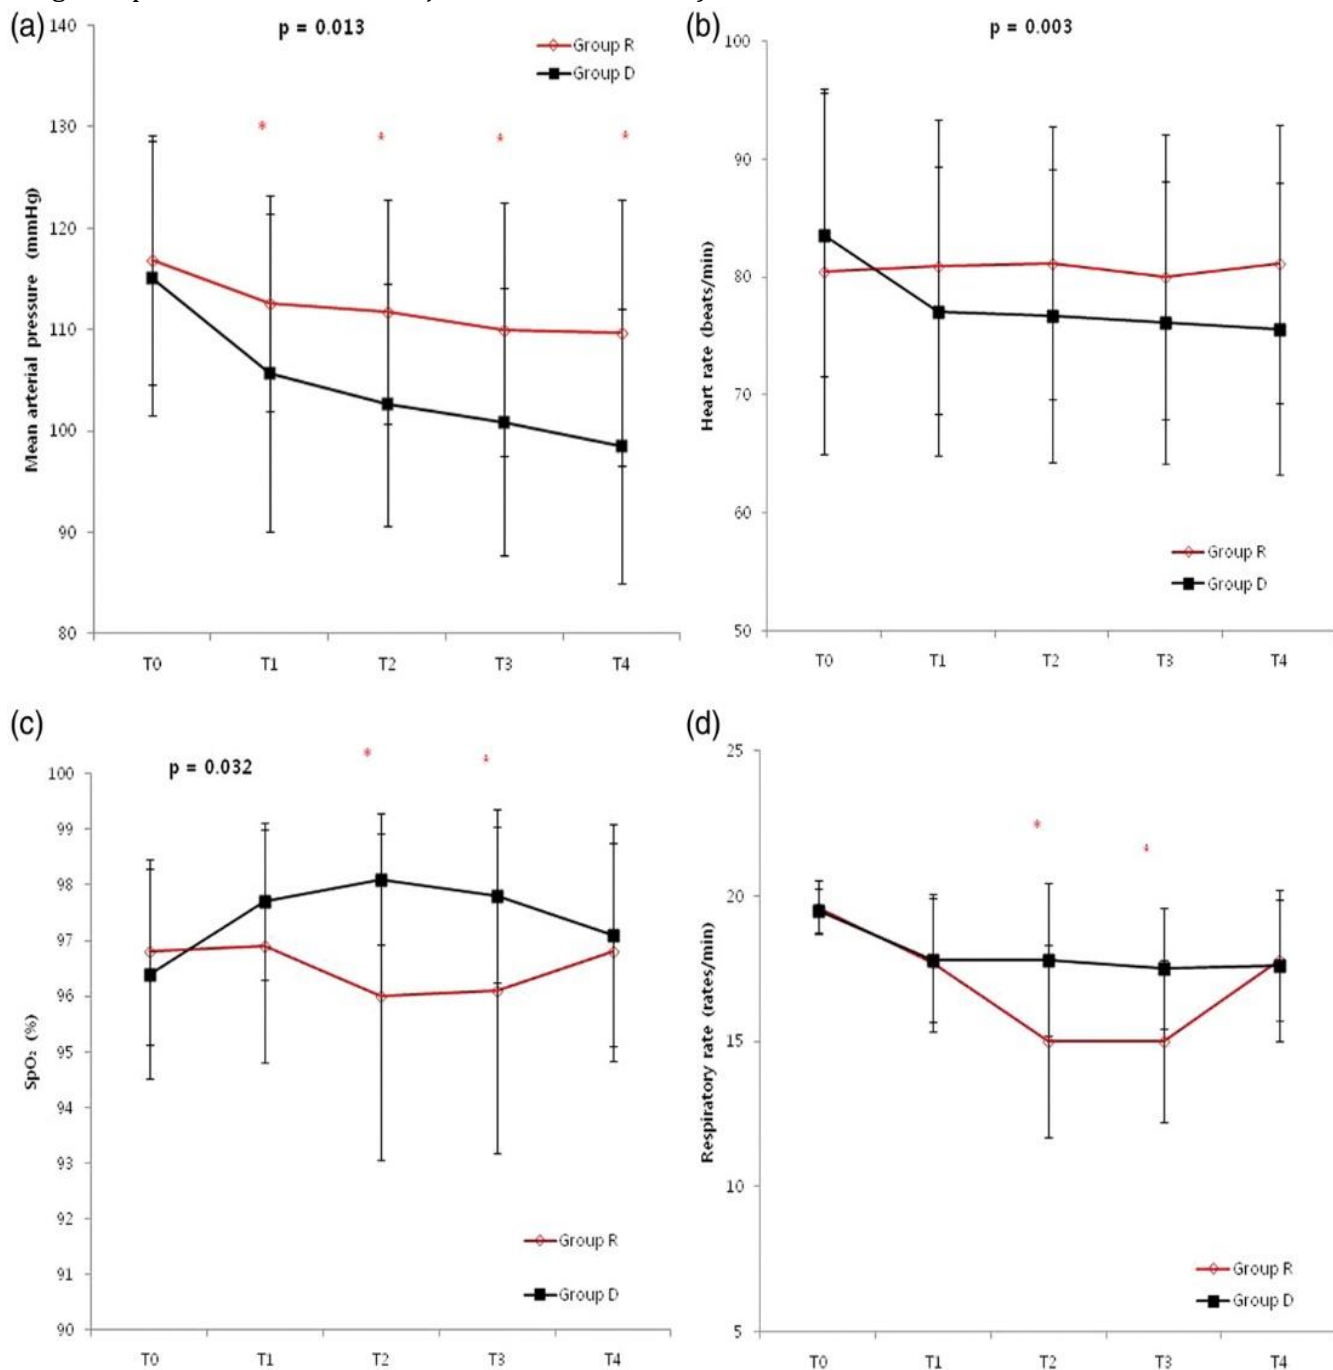 (a)
p = 0.013
140
130
120
110
100
90
80
Mean arterial pressure (mmHg)
Group R
Group D
* * * *
T0 T1 T2 T3 T4
(b)
p = 0.003
100
90
80
70
60
50
Heart rate (beats/min)
Group R
Group D
T0 T1 T2 T3 T4
(c)
p = 0.032
100
99
98
97
96
95
94
93
92
91
90
SpO₂ (%)
* *
Group R
Group D
T0 T1 T2 T3 T4
(d)
25
20
15
10
5
Respiratory rate (rates/min)
* *
Group R
Group D
T0 T1 T2 T3 T4